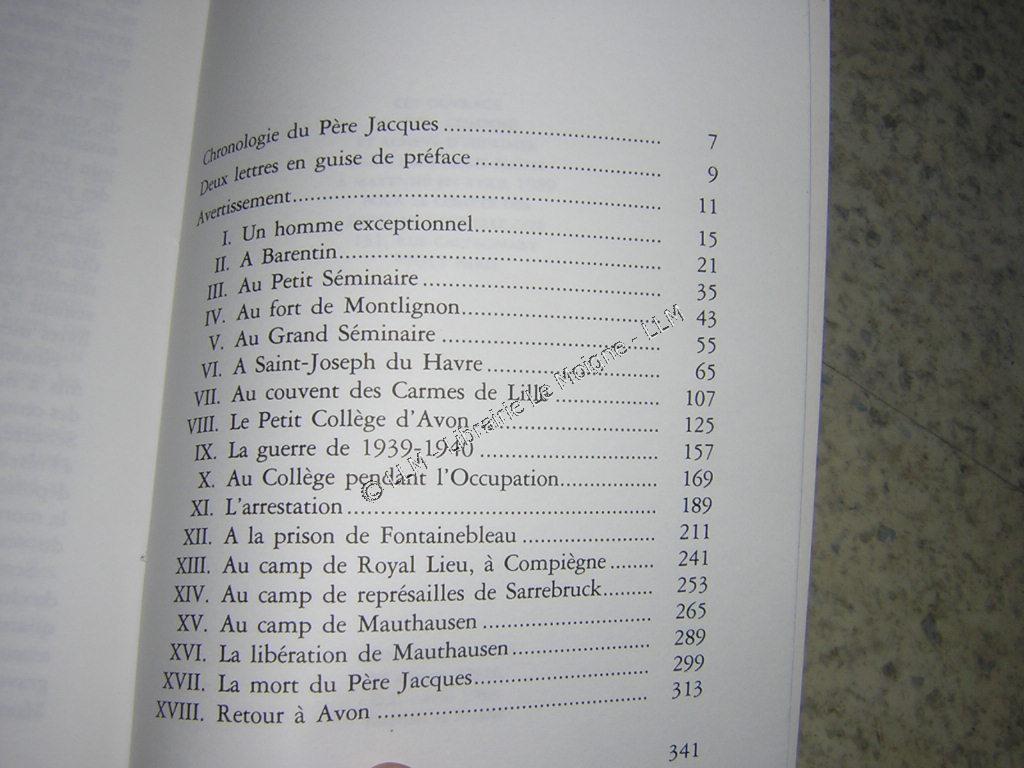 Chronologie du Père Jacques ........ 7
Deux lettres en guise de préface ........ 9
Avertissement ........ 11
I. Un homme exceptionnel ........ 15
II. A Barentin ........ 21
III. Au Petit Séminaire ........ 35
IV. Au fort de Montlignon ........ 43
V. Au Grand Séminaire ........ 55
VI. A Saint-Joseph du Havre ........ 65
VII. Au couvent des Carmes de Lille ........ 107
VIII. Le Petit Collège d'Avon ........ 125
IX. La guerre de 1939-1940 ........ 157
X. Au Collège pendant l'Occupation ........ 169
XI. L'arrestation ........ 189
XII. A la prison de Fontainebleau ........ 211
XIII. Au camp de Royal Lieu, à Compiègne ........ 241
XIV. Au camp de représailles de Sarrebruck ........ 253
XV. Au camp de Mauthausen ........ 265
XVI. La libération de Mauthausen ........ 289
XVII. La mort du Père Jacques ........ 299
XVIII. Retour à Avon ........ 313
341
© LLM - Librairie Le Moigne - LLM